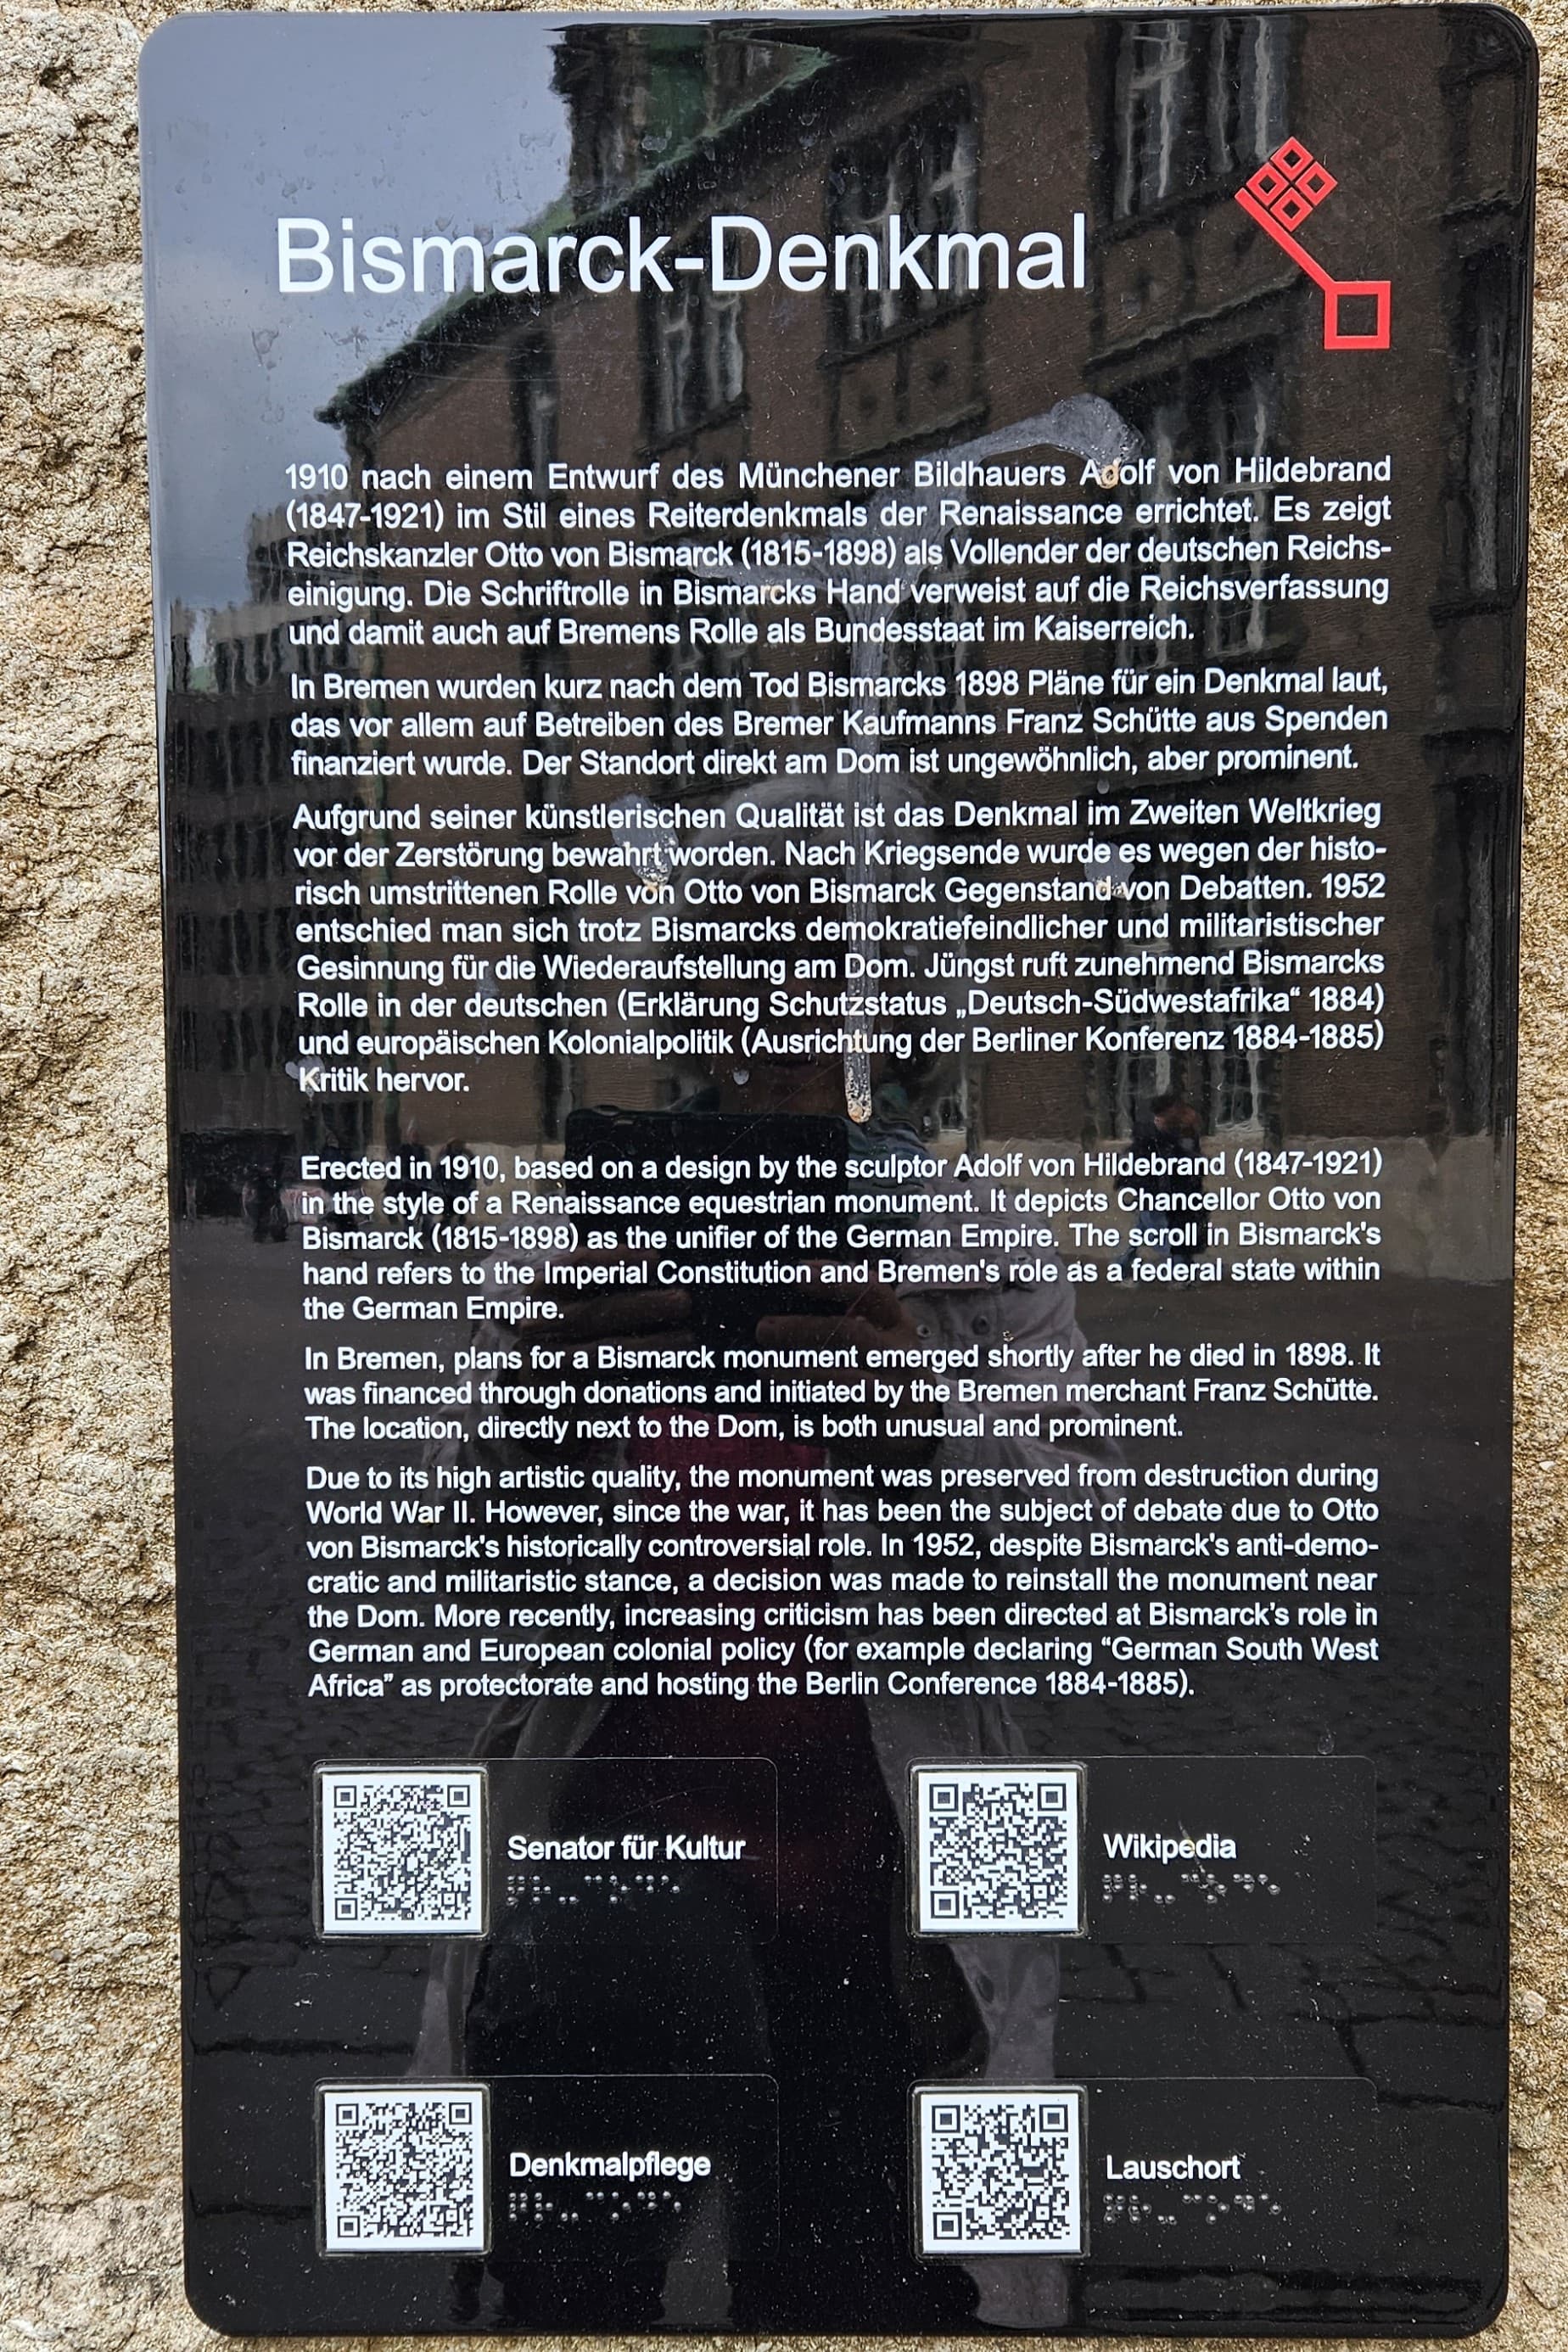 Bismarck-Denkmal
1910 nach einem Entwurf des Münchener Bildhauers Adolf von Hildebrand
(1847-1921) im Stil eines Reiterdenkmals der Renaissance errichtet. Es zeigt
Reichskanzler Otto von Bismarck (1815-1898) als Vollender der deutschen Reichs-
einigung. Die Schriftrolle in Bismarcks Hand verweist auf die Reichsverfassung
und damit auch auf Bremens Rolle als Bundesstaat im Kaiserreich.
In Bremen wurden kurz nach dem Tod Bismarcks 1898 Pläne für ein Denkmal laut,
das vor allem auf Betreiben des Bremer Kaufmanns Franz Schütte aus Spenden
finanziert wurde. Der Standort direkt am Dom ist ungewöhnlich, aber prominent.
Aufgrund seiner künstlerischen Qualität ist das Denkmal im Zweiten Weltkrieg
vor der Zerstörung bewahrt worden. Nach Kriegsende wurde es wegen der histo-
risch umstrittenen Rolle von Otto von Bismarck Gegenstand von Debatten. 1952
entschied man sich trotz Bismarcks demokratiefeindlicher und militaristischer
Gesinnung für die Wiederaufstellung am Dom. Jüngst ruft zunehmend Bismarcks
Rolle in der deutschen (Erklärung Schutzstatus „Deutsch-Südwestafrika“ 1884)
und europäischen Kolonialpolitik (Ausrichtung der Berliner Konferenz 1884-1885)
Kritik hervor.
Erected in 1910, based on a design by the sculptor Adolf von Hildebrand (1847-1921)
in the style of a Renaissance equestrian monument. It depicts Chancellor Otto von
Bismarck (1815-1898) as the unifier of the German Empire. The scroll in Bismarck's
hand refers to the Imperial Constitution and Bremen's role as a federal state within
the German Empire.
In Bremen, plans for a Bismarck monument emerged shortly after he died in 1898. It
was financed through donations and initiated by the Bremen merchant Franz Schütte.
The location, directly next to the Dom, is both unusual and prominent.
Due to its high artistic quality, the monument was preserved from destruction during
World War II. However, since the war, it has been the subject of debate due to Otto
von Bismarck's historically controversial role. In 1952, despite Bismarck's anti-demo-
cratic and militaristic stance, a decision was made to reinstall the monument near
the Dom. More recently, increasing criticism has been directed at Bismarck’s role in
German and European colonial policy (for example declaring “German South West
Africa” as protectorate and hosting the Berlin Conference 1884-1885).
Senator für Kultur
Wikipedia
Denkmalpflege
Lauschort